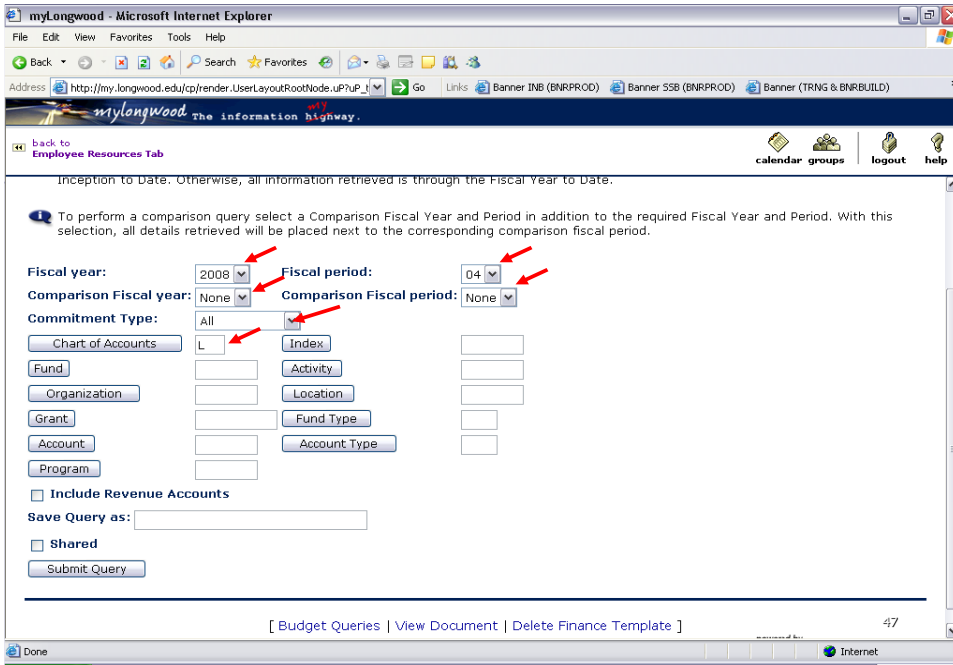 myLongwood - Microsoft Internet Explorer
File Edit View Favorites Tools Help
Back Search Favorites
Address http://my.longwood.edu/cp/render.UserLayoutRootNode.uP?uP_t Go Links Banner INB (BNRPROD) Banner SSB (BNRPROD) Banner (TRNG & BNRBUILD)
my
mylongwood The information highway.
back to
Employee Resources Tab
calendar groups logout help
Inception to Date. Otherwise, all information retrieved is through the Fiscal Year to Date.
To perform a comparison query select a Comparison Fiscal Year and Period in addition to the required Fiscal Year and Period. With this
selection, all details retrieved will be placed next to the corresponding comparison fiscal period.
Fiscal year: 2008 Fiscal period: 04
Comparison Fiscal year: None Comparison Fiscal period: None
Commitment Type: All
Chart of Accounts L Index
Fund Activity
Organization Location
Grant Fund Type
Account Account Type
Program
Include Revenue Accounts
Save Query as:
Shared
Submit Query
[ Budget Queries | View Document | Delete Finance Template ]
47
powered by
Done Internet